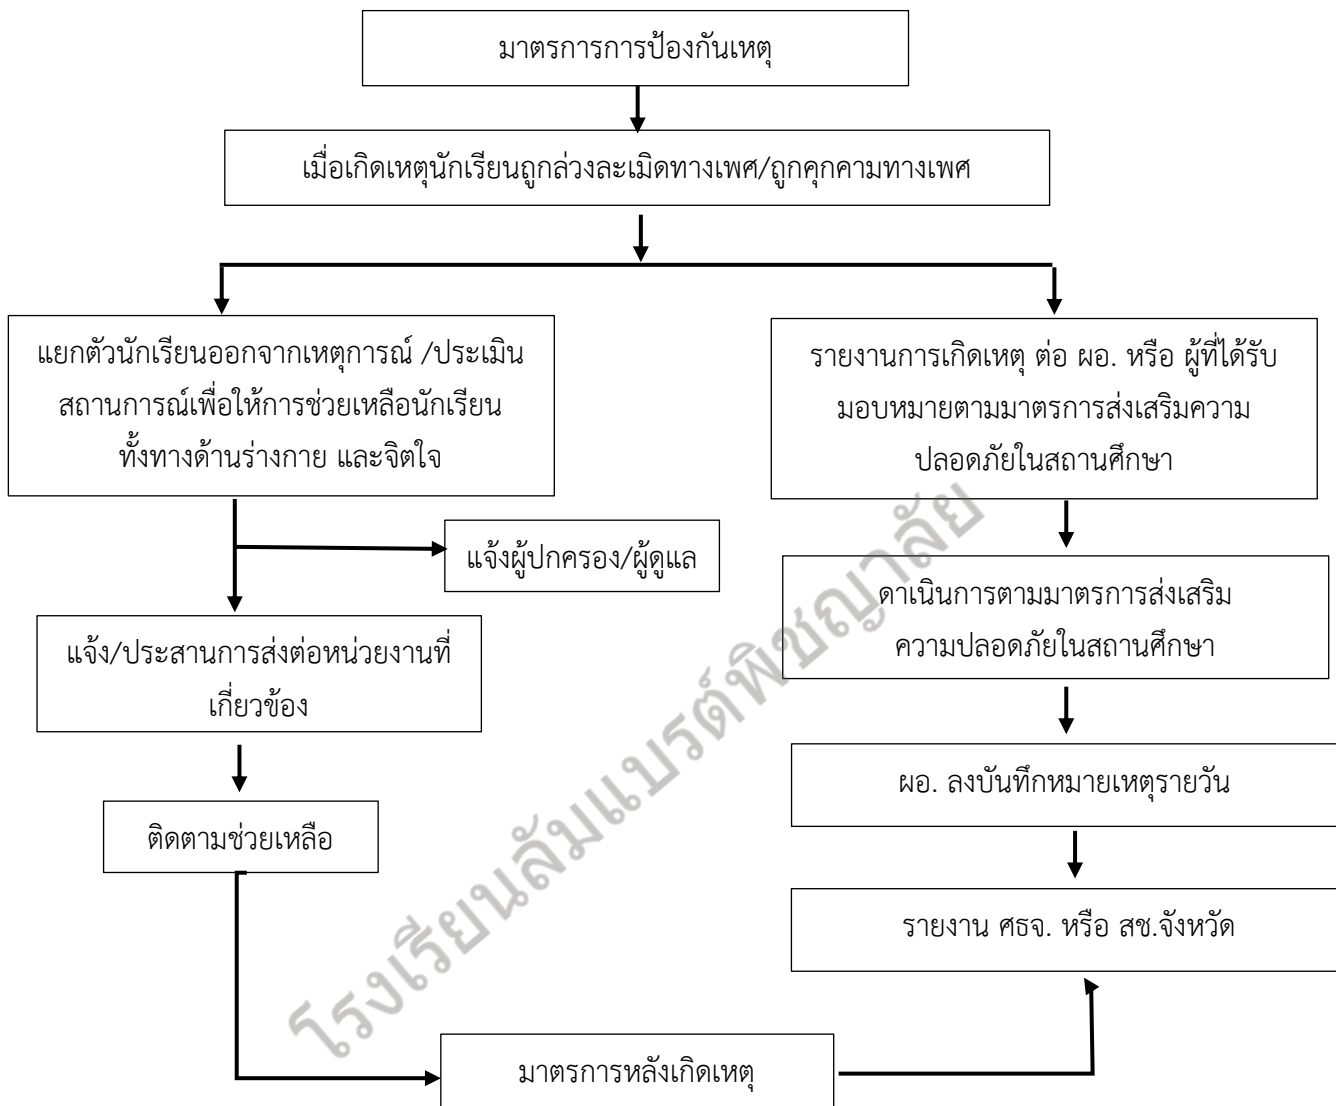 มาตรการการป้องกันเหตุ
เมื่อเกิดเหตุนักเรียนถูกล่วงละเมิดทางเพศ/ถูกคุกคามทางเพศ
แยกตัวนักเรียนออกจากเหตุการณ์ /ประเมิน
สถานการณ์เพื่อให้การช่วยเหลือนักเรียน
ทั้งทางด้านร่างกาย และจิตใจ
รายงานการเกิดเหตุ ต่อ ผอ. หรือ ผู้ที่ได้รับ
มอบหมายตามมาตรการส่งเสริมความ
ปลอดภัยในสถานศึกษา
แจ้งผู้ปกครอง/ผู้ดูแล
ดาเนินการตามมาตรการส่งเสริม
ความปลอดภัยในสถานศึกษา
แจ้ง/ประสานการส่งต่อหน่วยงานที่
เกี่ยวข้อง
ผอ. ลงบันทึกหมายเหตุรายวัน
ติดตามช่วยเหลือ
รายงาน ศธจ. หรือ สช.จังหวัด
มาตรการหลังเกิดเหตุ
โรงเรียนลัมแบรต์พิชญาลัย